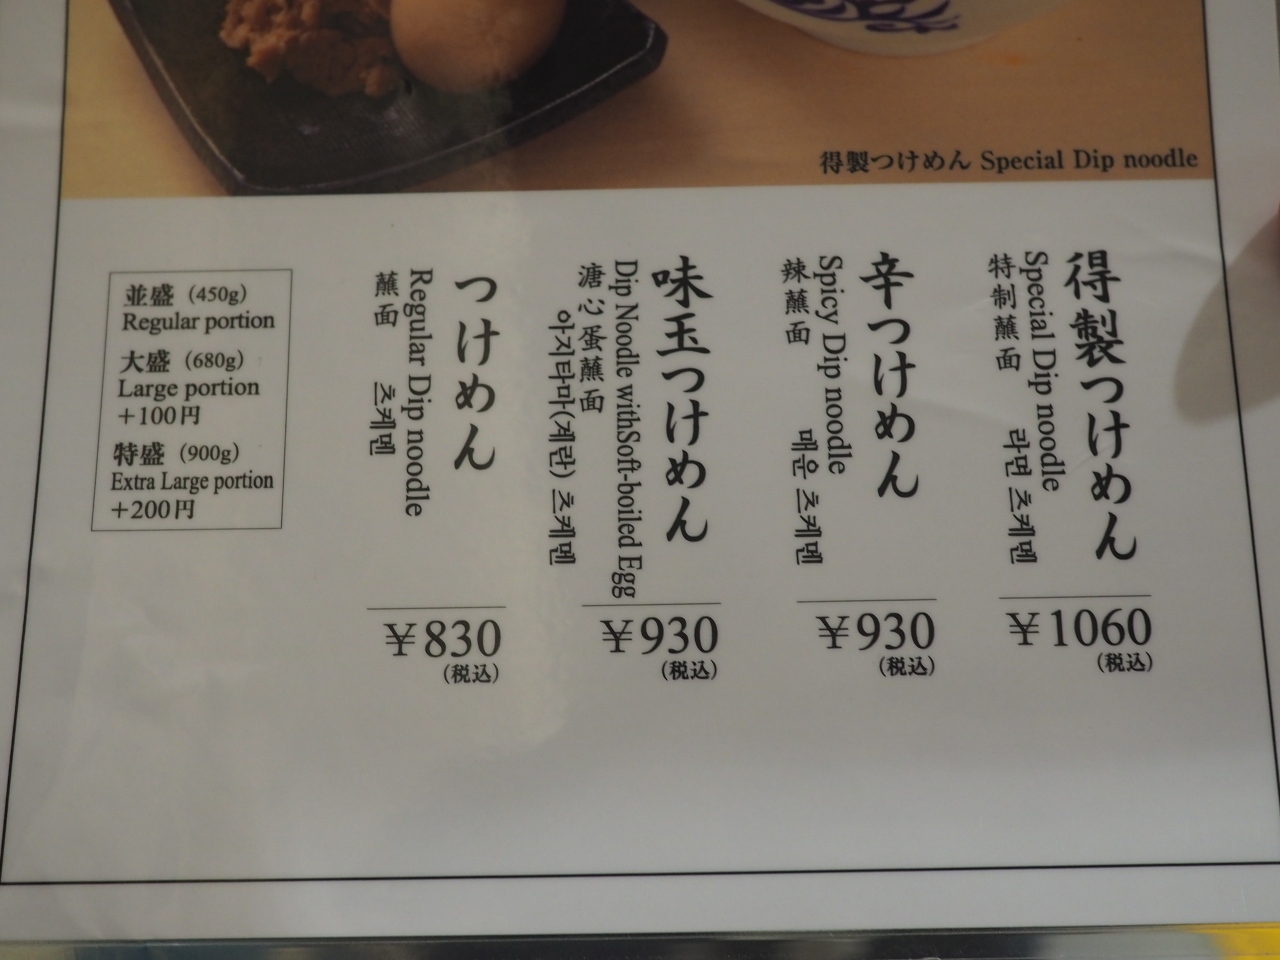 得製つけめん Special Dip noodle
得製つけめん
Special Dip noodle
特制蘸面 라멘 츠케멘
¥1060
(税込)
辛つけめん
Spicy Dip noodle
辣蘸面 매운 츠케멘
¥930
(税込)
味玉つけめん
Dip Noodle withSoft-boiled Egg
溏心蛋蘸面
아지타마(계란) 츠케멘
¥930
(税込)
つけめん
Regular Dip noodle
蘸面 츠케멘
¥830
(税込)
並盛(450g)
Regular portion
大盛(680g)
Large portion
+100円
特盛(900g)
Extra Large portion
+200円